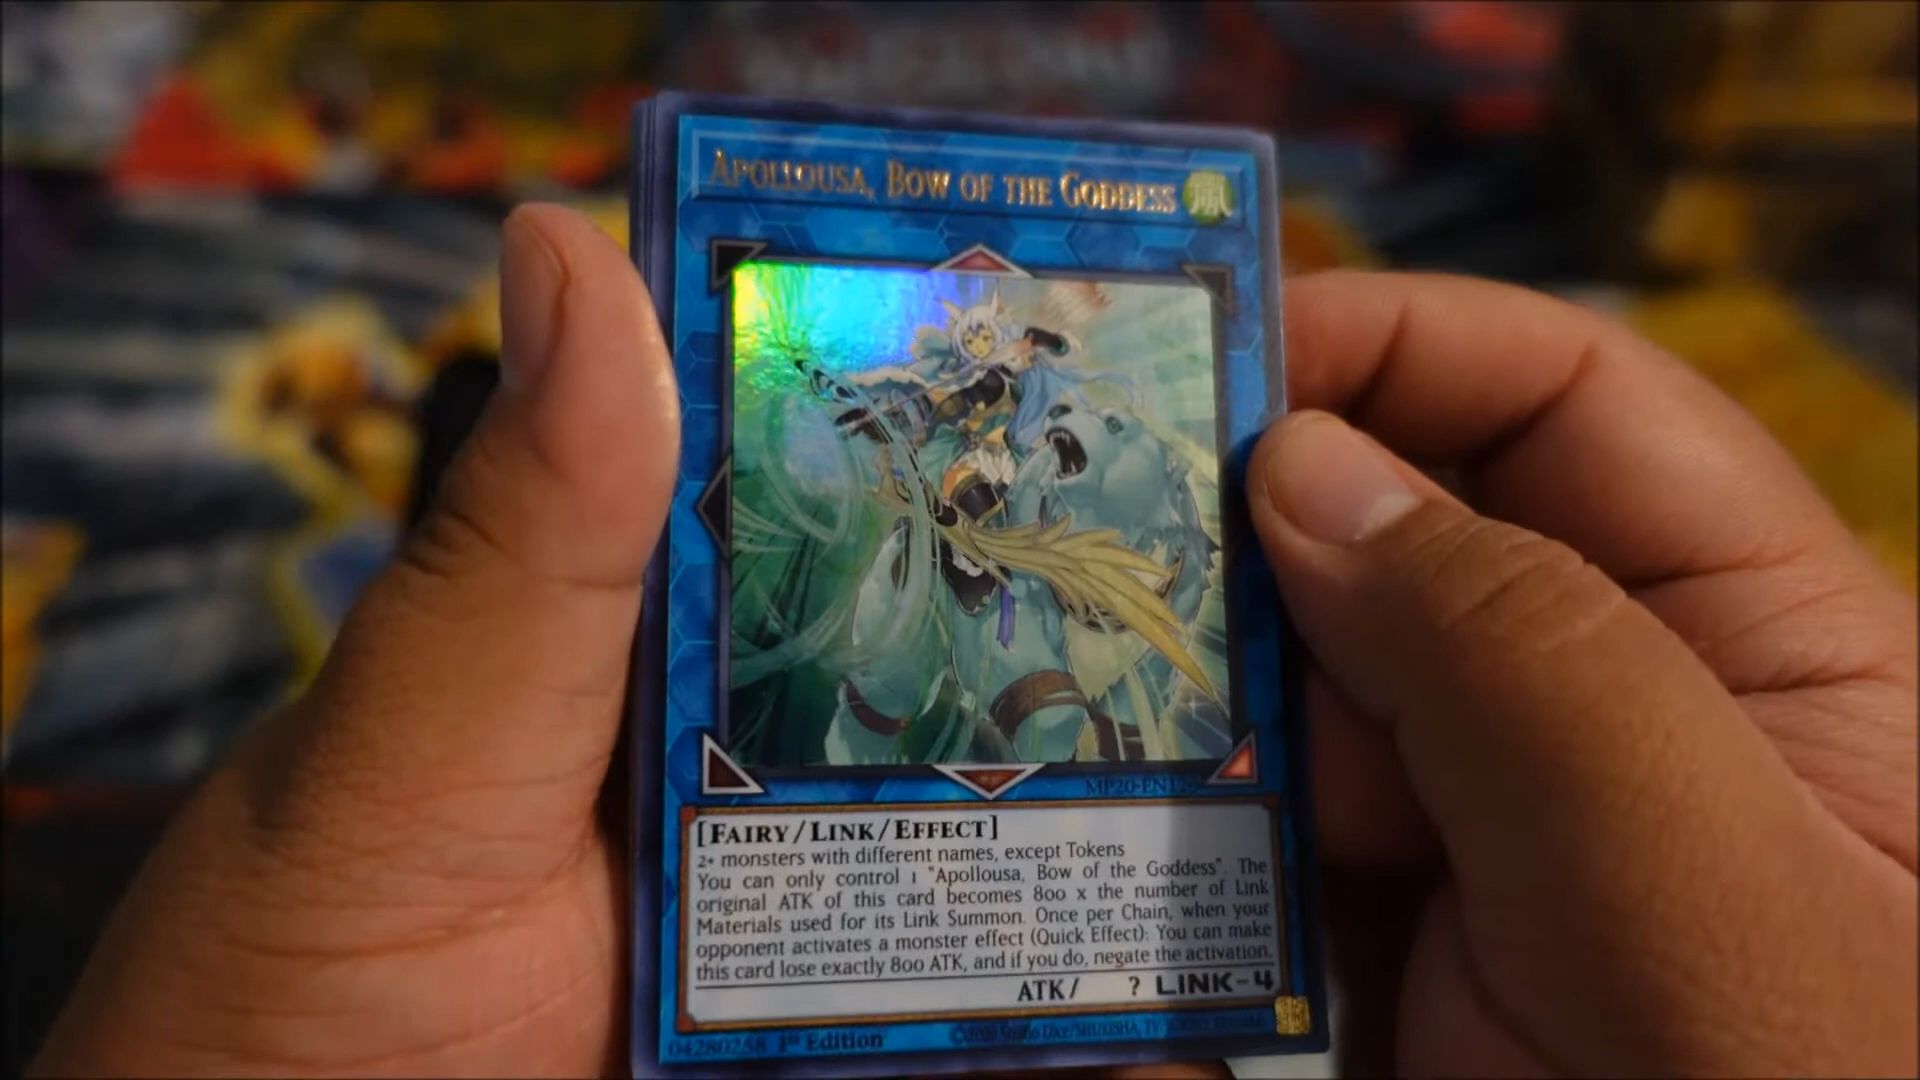 APOLLOUSA, BOW OF THE GODDESS 風
[FAIRY/LINK/EFFECT]
2+ monsters with different names, except Tokens
You can only control 1 "Apollousa, Bow of the Goddess". The
original ATK of this card becomes 800 x the number of Link
Materials used for its Link Summon. Once per Chain, when your
opponent activates a monster effect (Quick Effect): You can make
this card lose exactly 800 ATK, and if you do, negate the activation.
ATK/ ? LINK-4
04280258 1st Edition